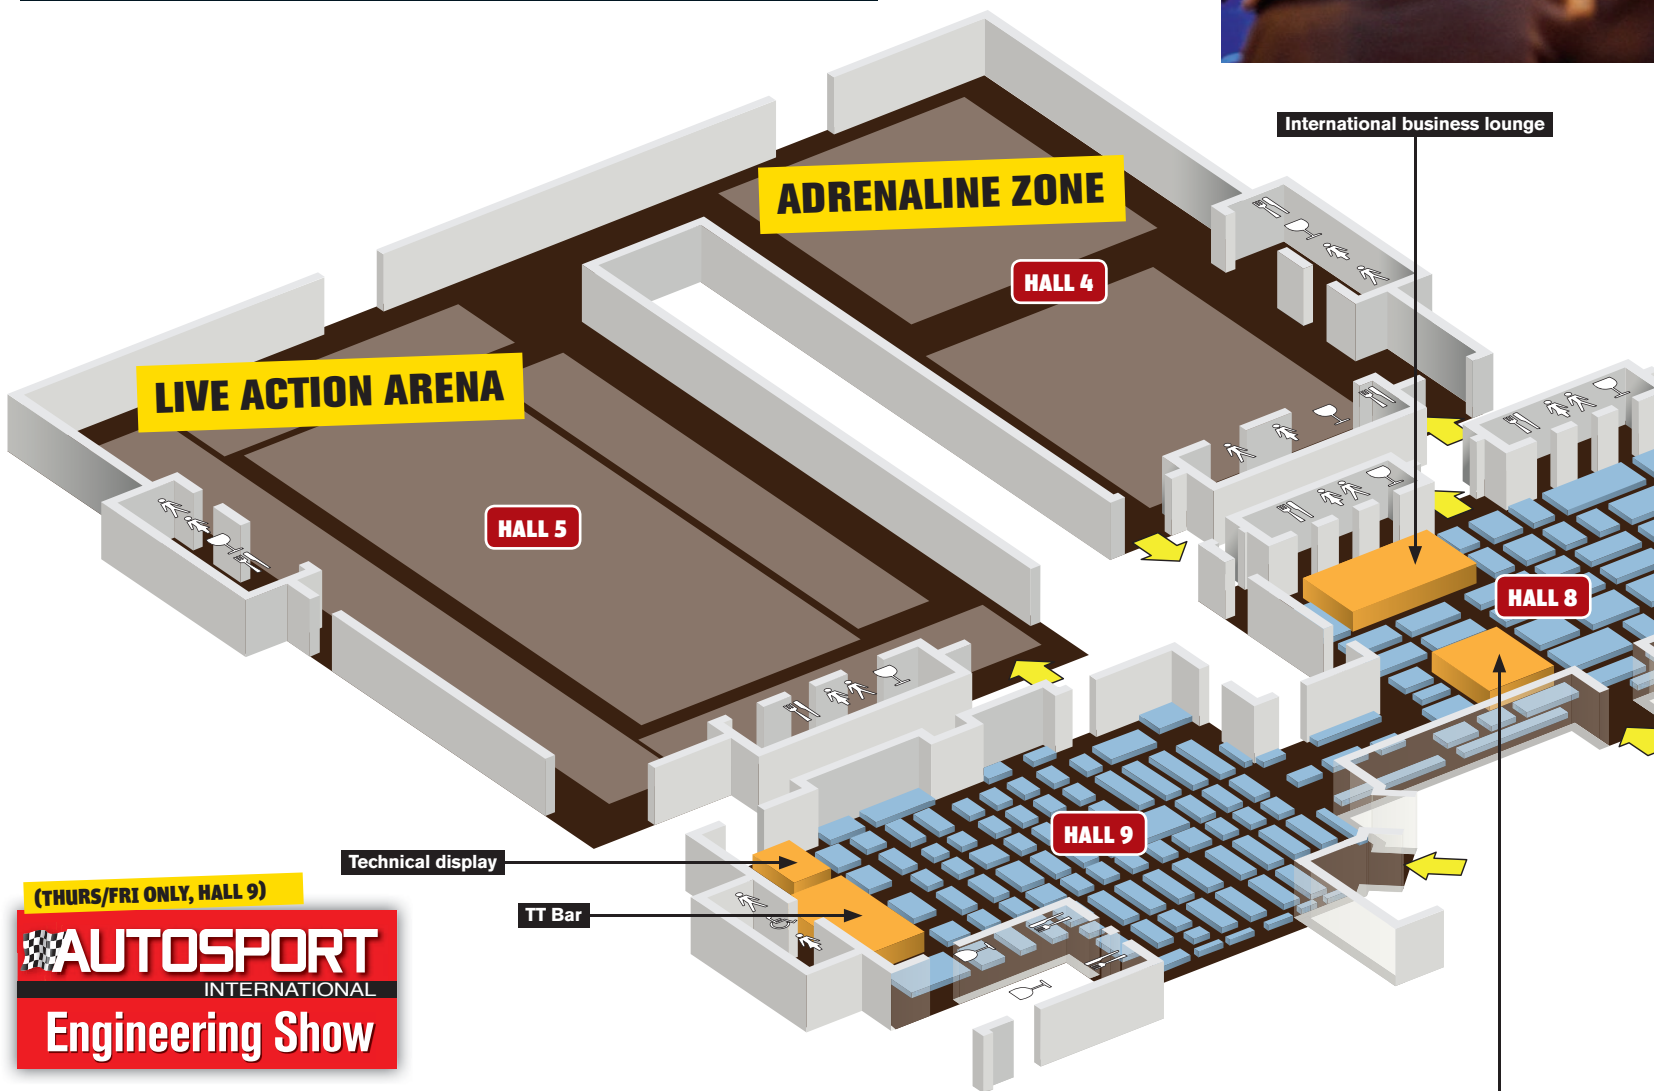 International business lounge
ADRENALINE ZONE
HALL 4
LIVE ACTION ARENA
HALL 5
HALL 8
HALL 9
Technical display
TT Bar
(THURS/FRI ONLY, HALL 9)
AUTOSPORT
INTERNATIONAL
Engineering Show